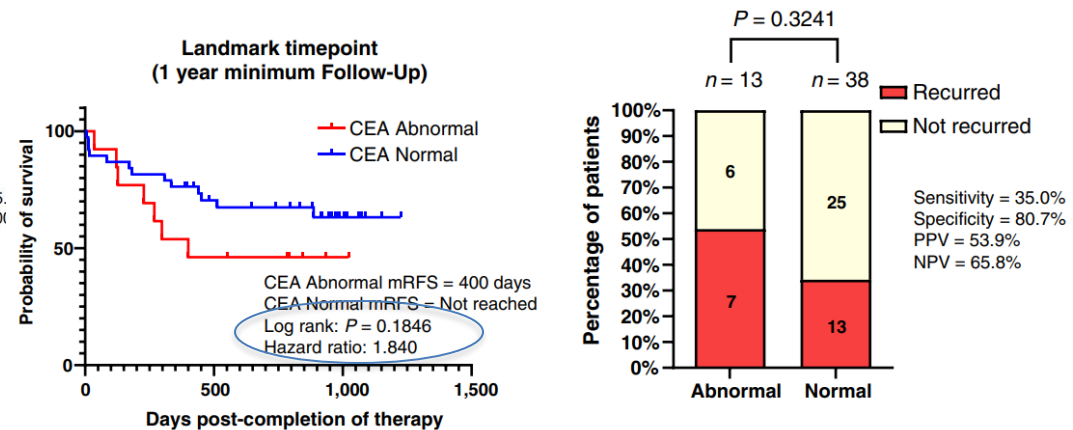 Landmark timepoint
(1 year minimum Follow-Up)
CEA Abnormal
CEA Normal
Probability of survival
100
50
0
0
500
1,000
1,500
Days post-completion of therapy
CEA Abnormal mRFS = 400 days
CEA Normal mRFS = Not reached
Log rank: P = 0.1846
Hazard ratio: 1.840
P = 0.3241
n = 13
n = 38
Recurred
Not recurred
Percentage of patients
100%
90%
80%
70%
60%
50%
40%
30%
20%
10%
0%
6
7
25
13
Abnormal
Normal
Sensitivity = 35.0%
Specificity = 80.7%
PPV = 53.9%
NPV = 65.8%